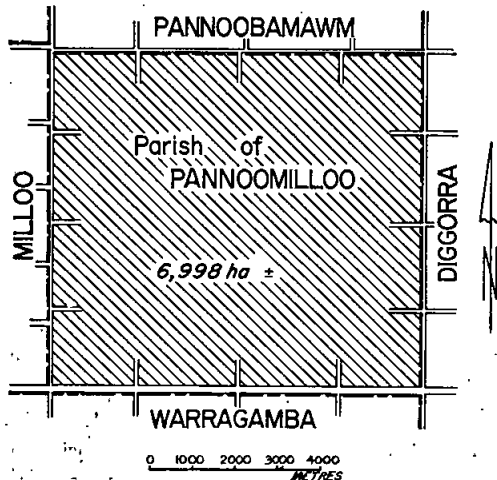 PANNOOBAMAWM
Parish of
PANNOOMILLOO
MILLOO
DIGGORRA
6,998 ha ±
N
WARRAGAMBA
0 1000 2000 3000 4000
METRES